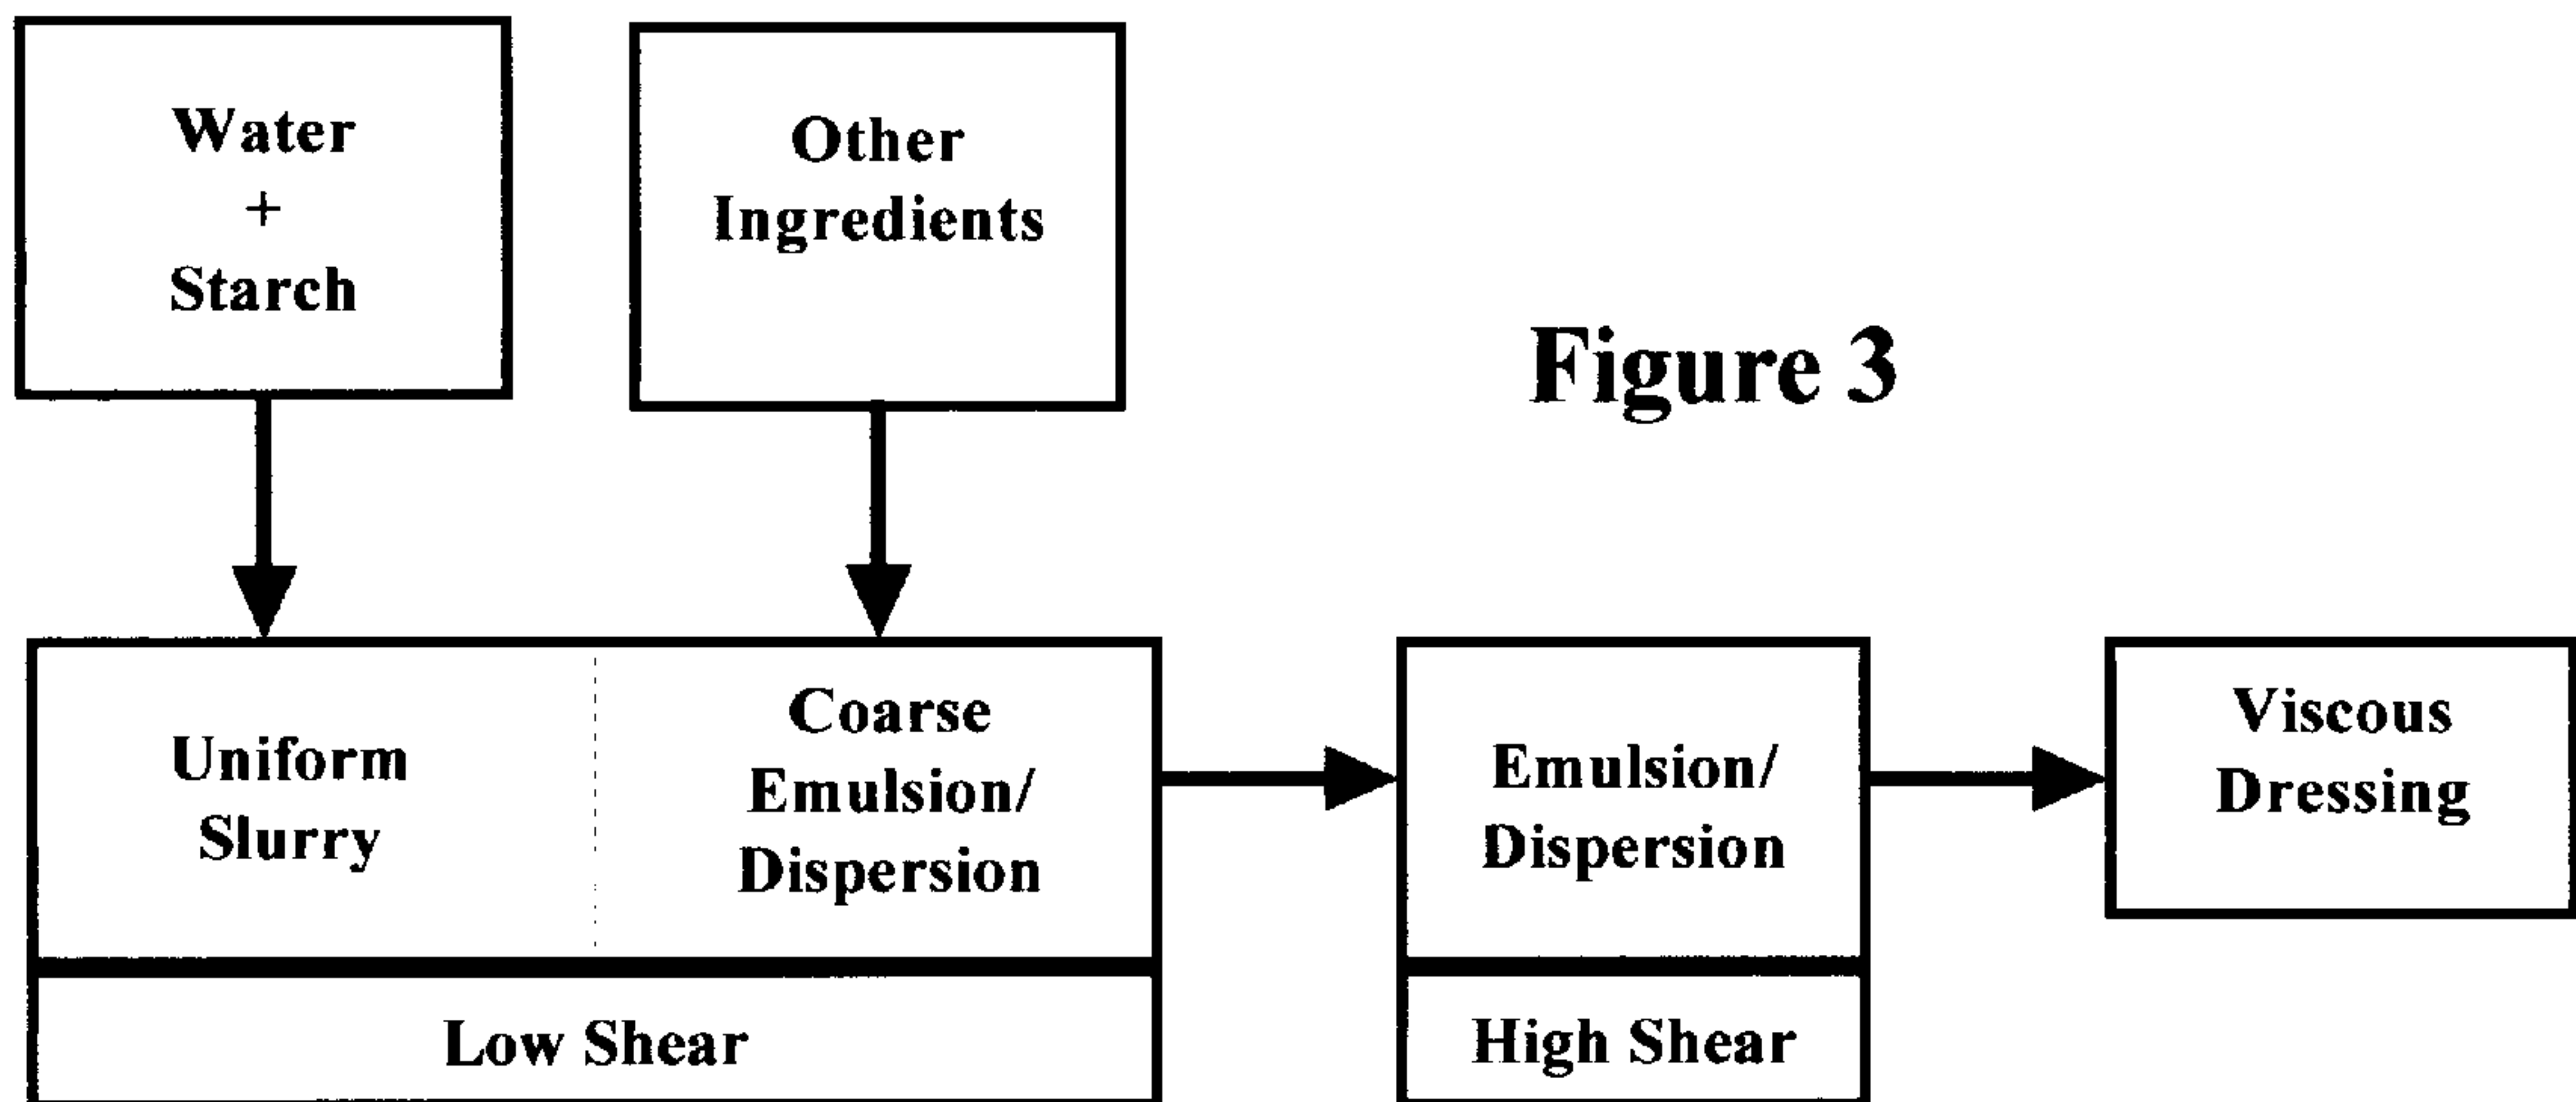 Water
+
Starch
Other
Ingredients
Figure 3
Uniform
Slurry
Coarse
Emulsion/
Dispersion
Low Shear
Emulsion/
Dispersion
High Shear
Viscous
Dressing